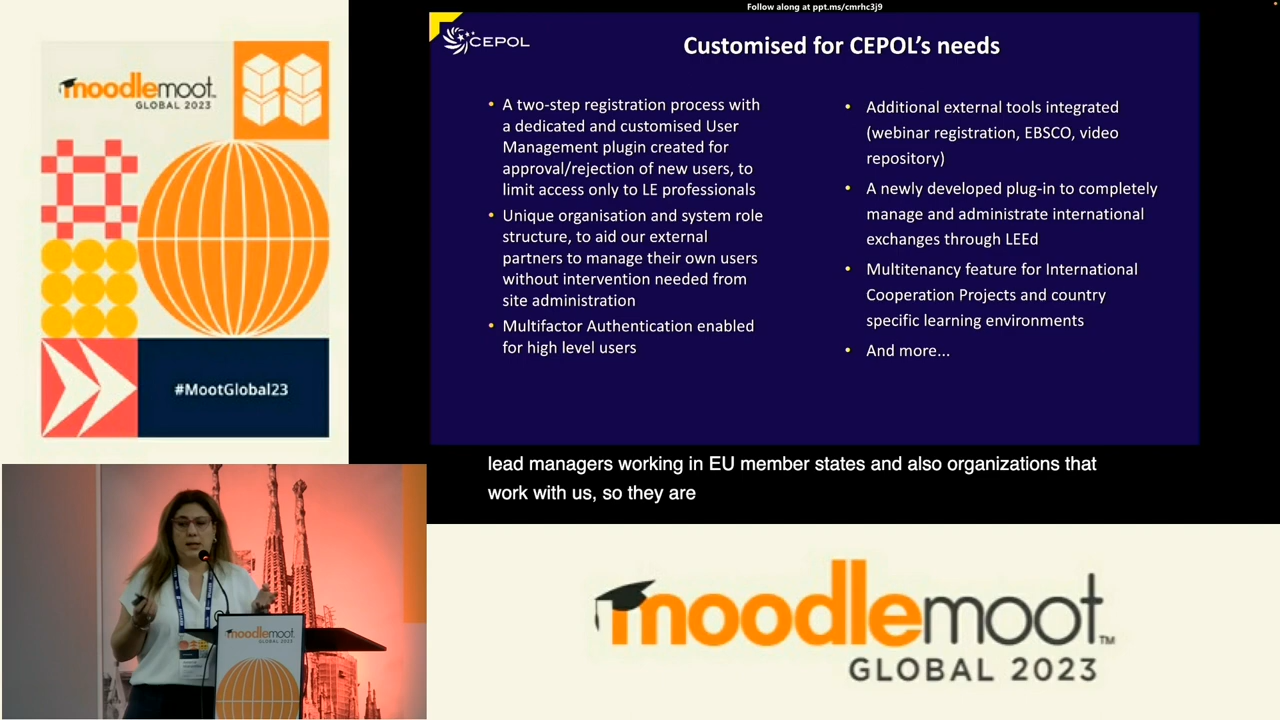 Follow along at ppt.ms/cmrhc3j9
moodlemoot
GLOBAL 2023
#MootGlobal23
CEPOL
Customised for CEPOL's needs
• A two-step registration process with
a dedicated and customised User
Management plugin created for
approval/rejection of new users, to
limit access only to LE professionals
• Unique organisation and system role
structure, to aid our external
partners to manage their own users
without intervention needed from
site administration
• Multifactor Authentication enabled
for high level users
• Additional external tools integrated
(webinar registration, EBSCO, video
repository)
• A newly developed plug-in to completely
manage and administrate international
exchanges through LEEd
• Multitenancy feature for International
Cooperation Projects and country
specific learning environments
• And more...
lead managers working in EU member states and also organizations that
work with us, so they are
moodlemoot
GLOBAL 2023
moodlemoot™
GLOBAL 2023